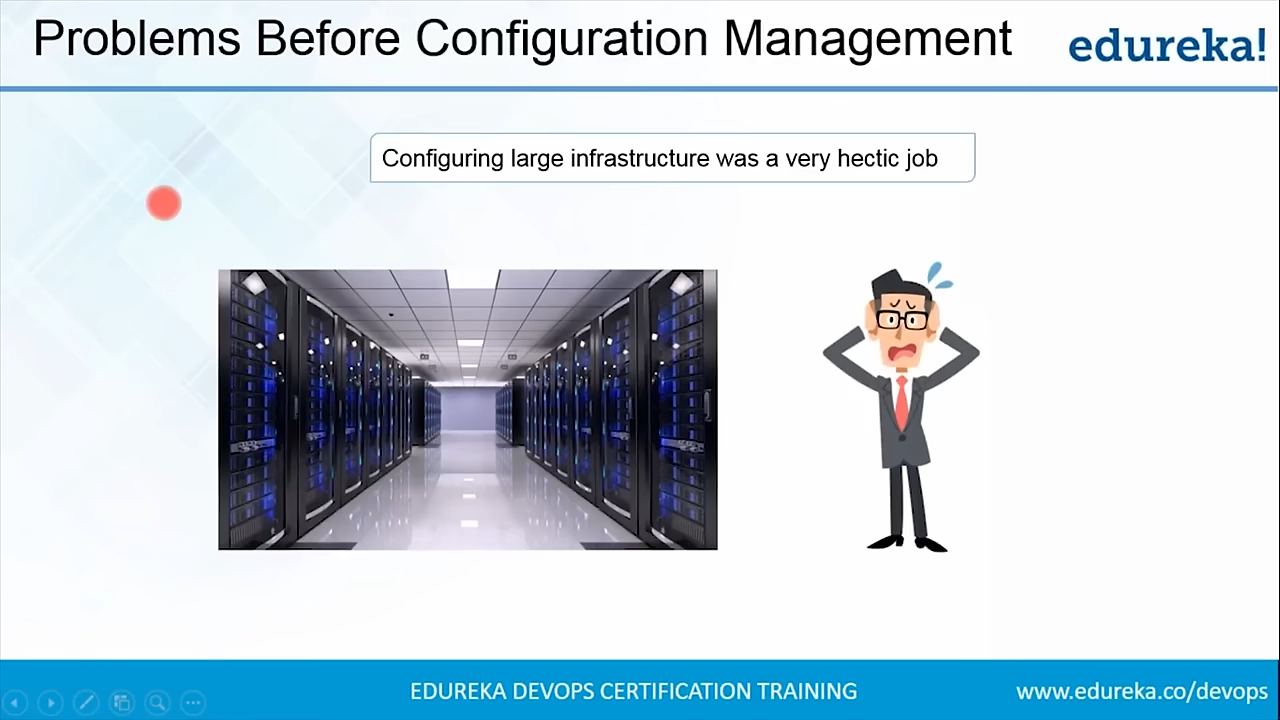 Problems Before Configuration Management
edureka!
Configuring large infrastructure was a very hectic job
EDUREKA DEVOPS CERTIFICATION TRAINING
www.edureka.co/devops